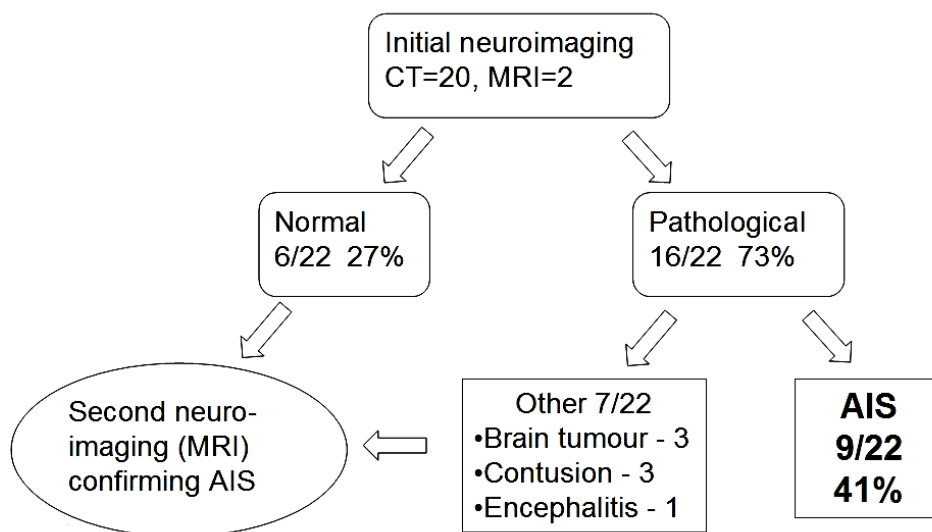 Initial neuroimaging
CT=20, MRI=2
Normal
6/22 27%
Pathological
16/22 73%
Second neuro-
imaging (MRI)
confirming AIS
Other 7/22
•Brain tumour - 3
•Contusion - 3
•Encephalitis - 1
AIS
9/22
41%